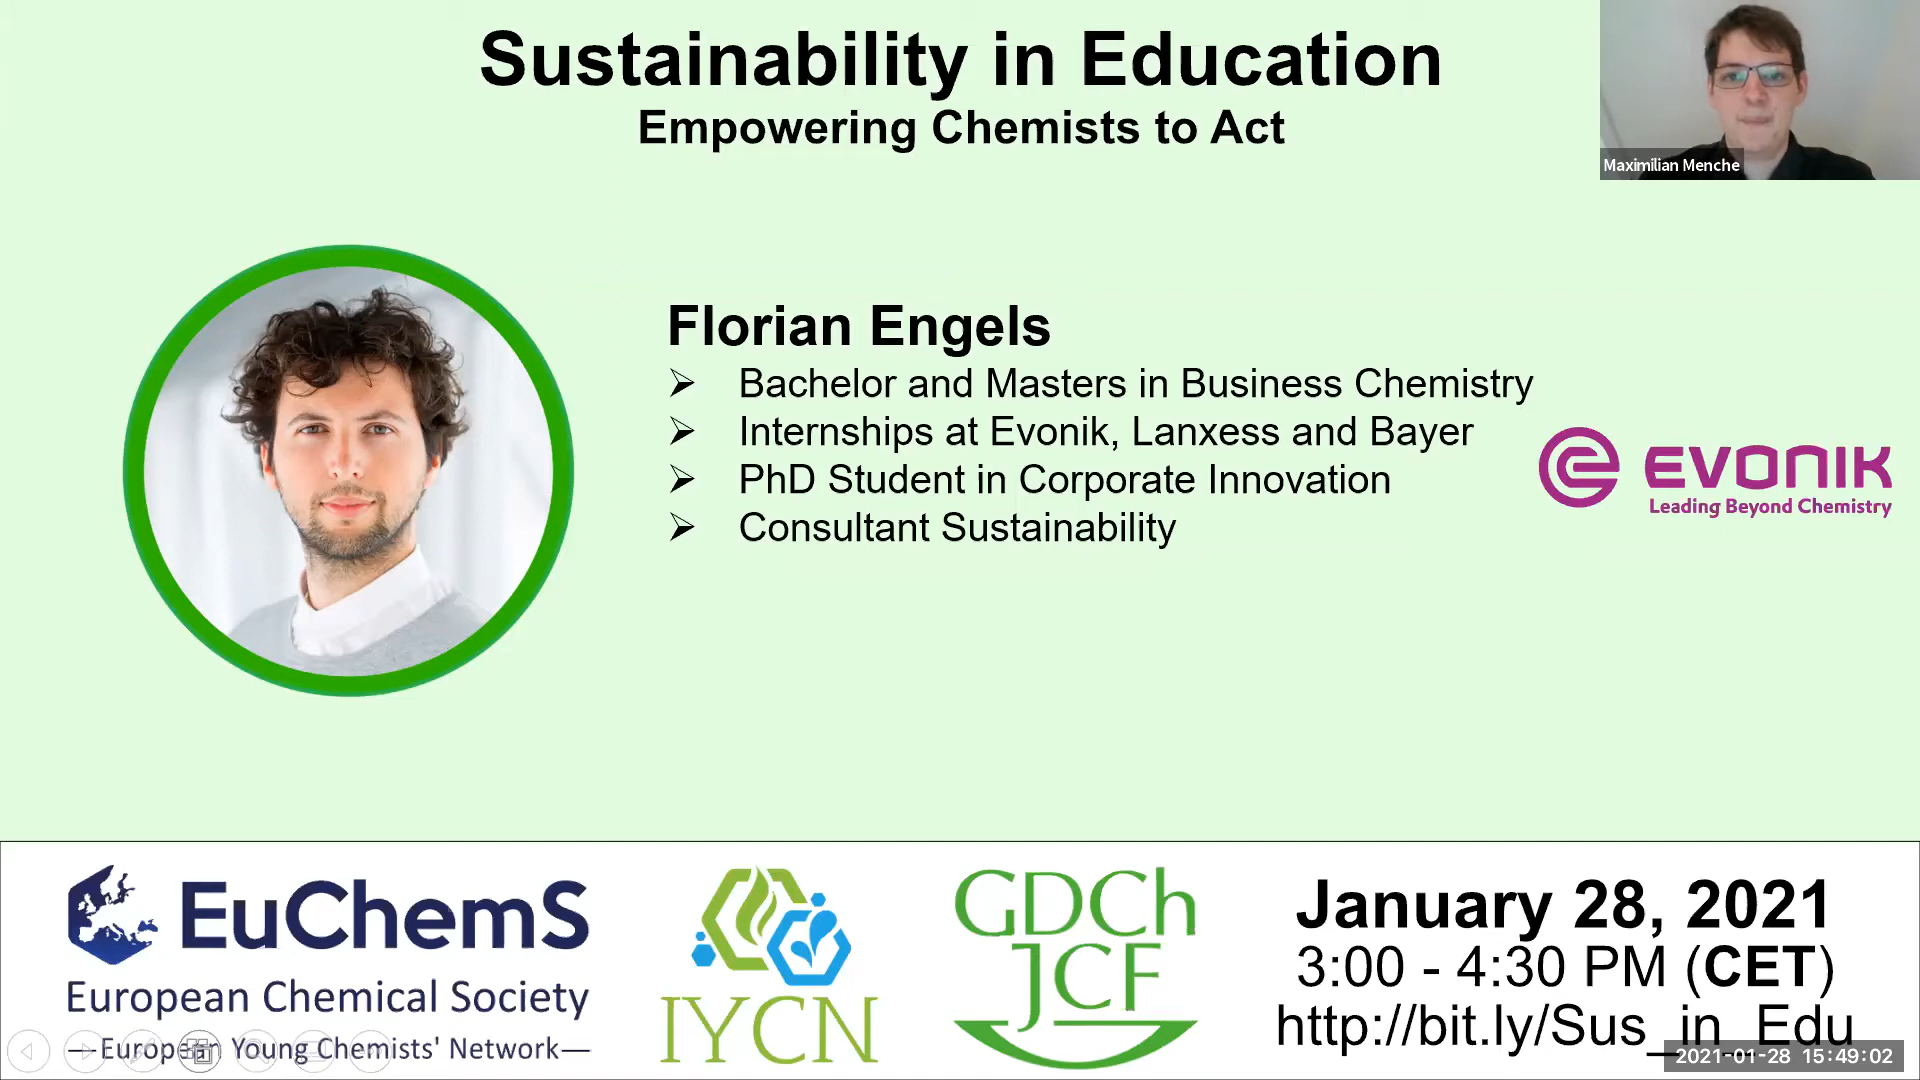 Sustainability in Education
Empowering Chemists to Act
Maximilian Menche
Florian Engels
➢ Bachelor and Masters in Business Chemistry
➢ Internships at Evonik, Lanxess and Bayer
➢ PhD Student in Corporate Innovation
➢ Consultant Sustainability
EVONIK
Leading Beyond Chemistry
EuChemS
European Chemical Society
—European Young Chemists' Network—
IYCN
GDCh
JCF
January 28, 2021
3:00 - 4:30 PM (CET)
http://bit.ly/Sus_in_Edu
2021-01-28 15:49:02